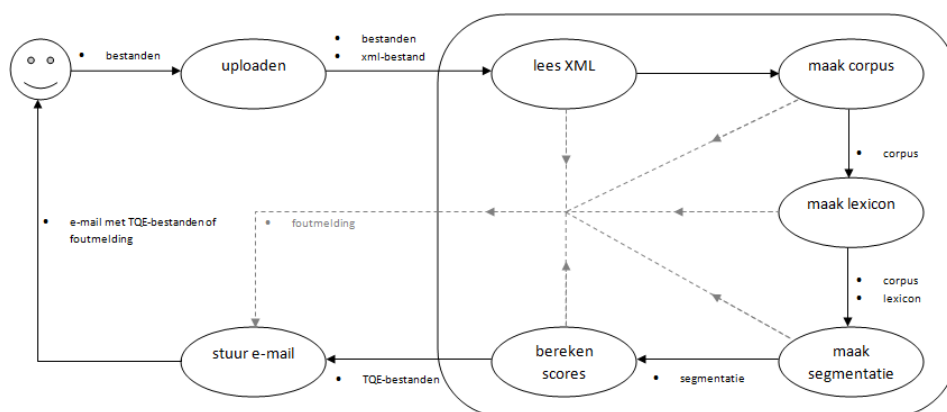 • bestanden
uploaden
• bestanden
• xml-bestand
lees XML
maak corpus
• corpus
maak lexicon
• e-mail met TQE-bestanden of
foutmelding
• foutmelding
• corpus
• lexicon
stuur e-mail
bereken
scores
maak
segmentatie
• TQE-bestanden
• segmentatie